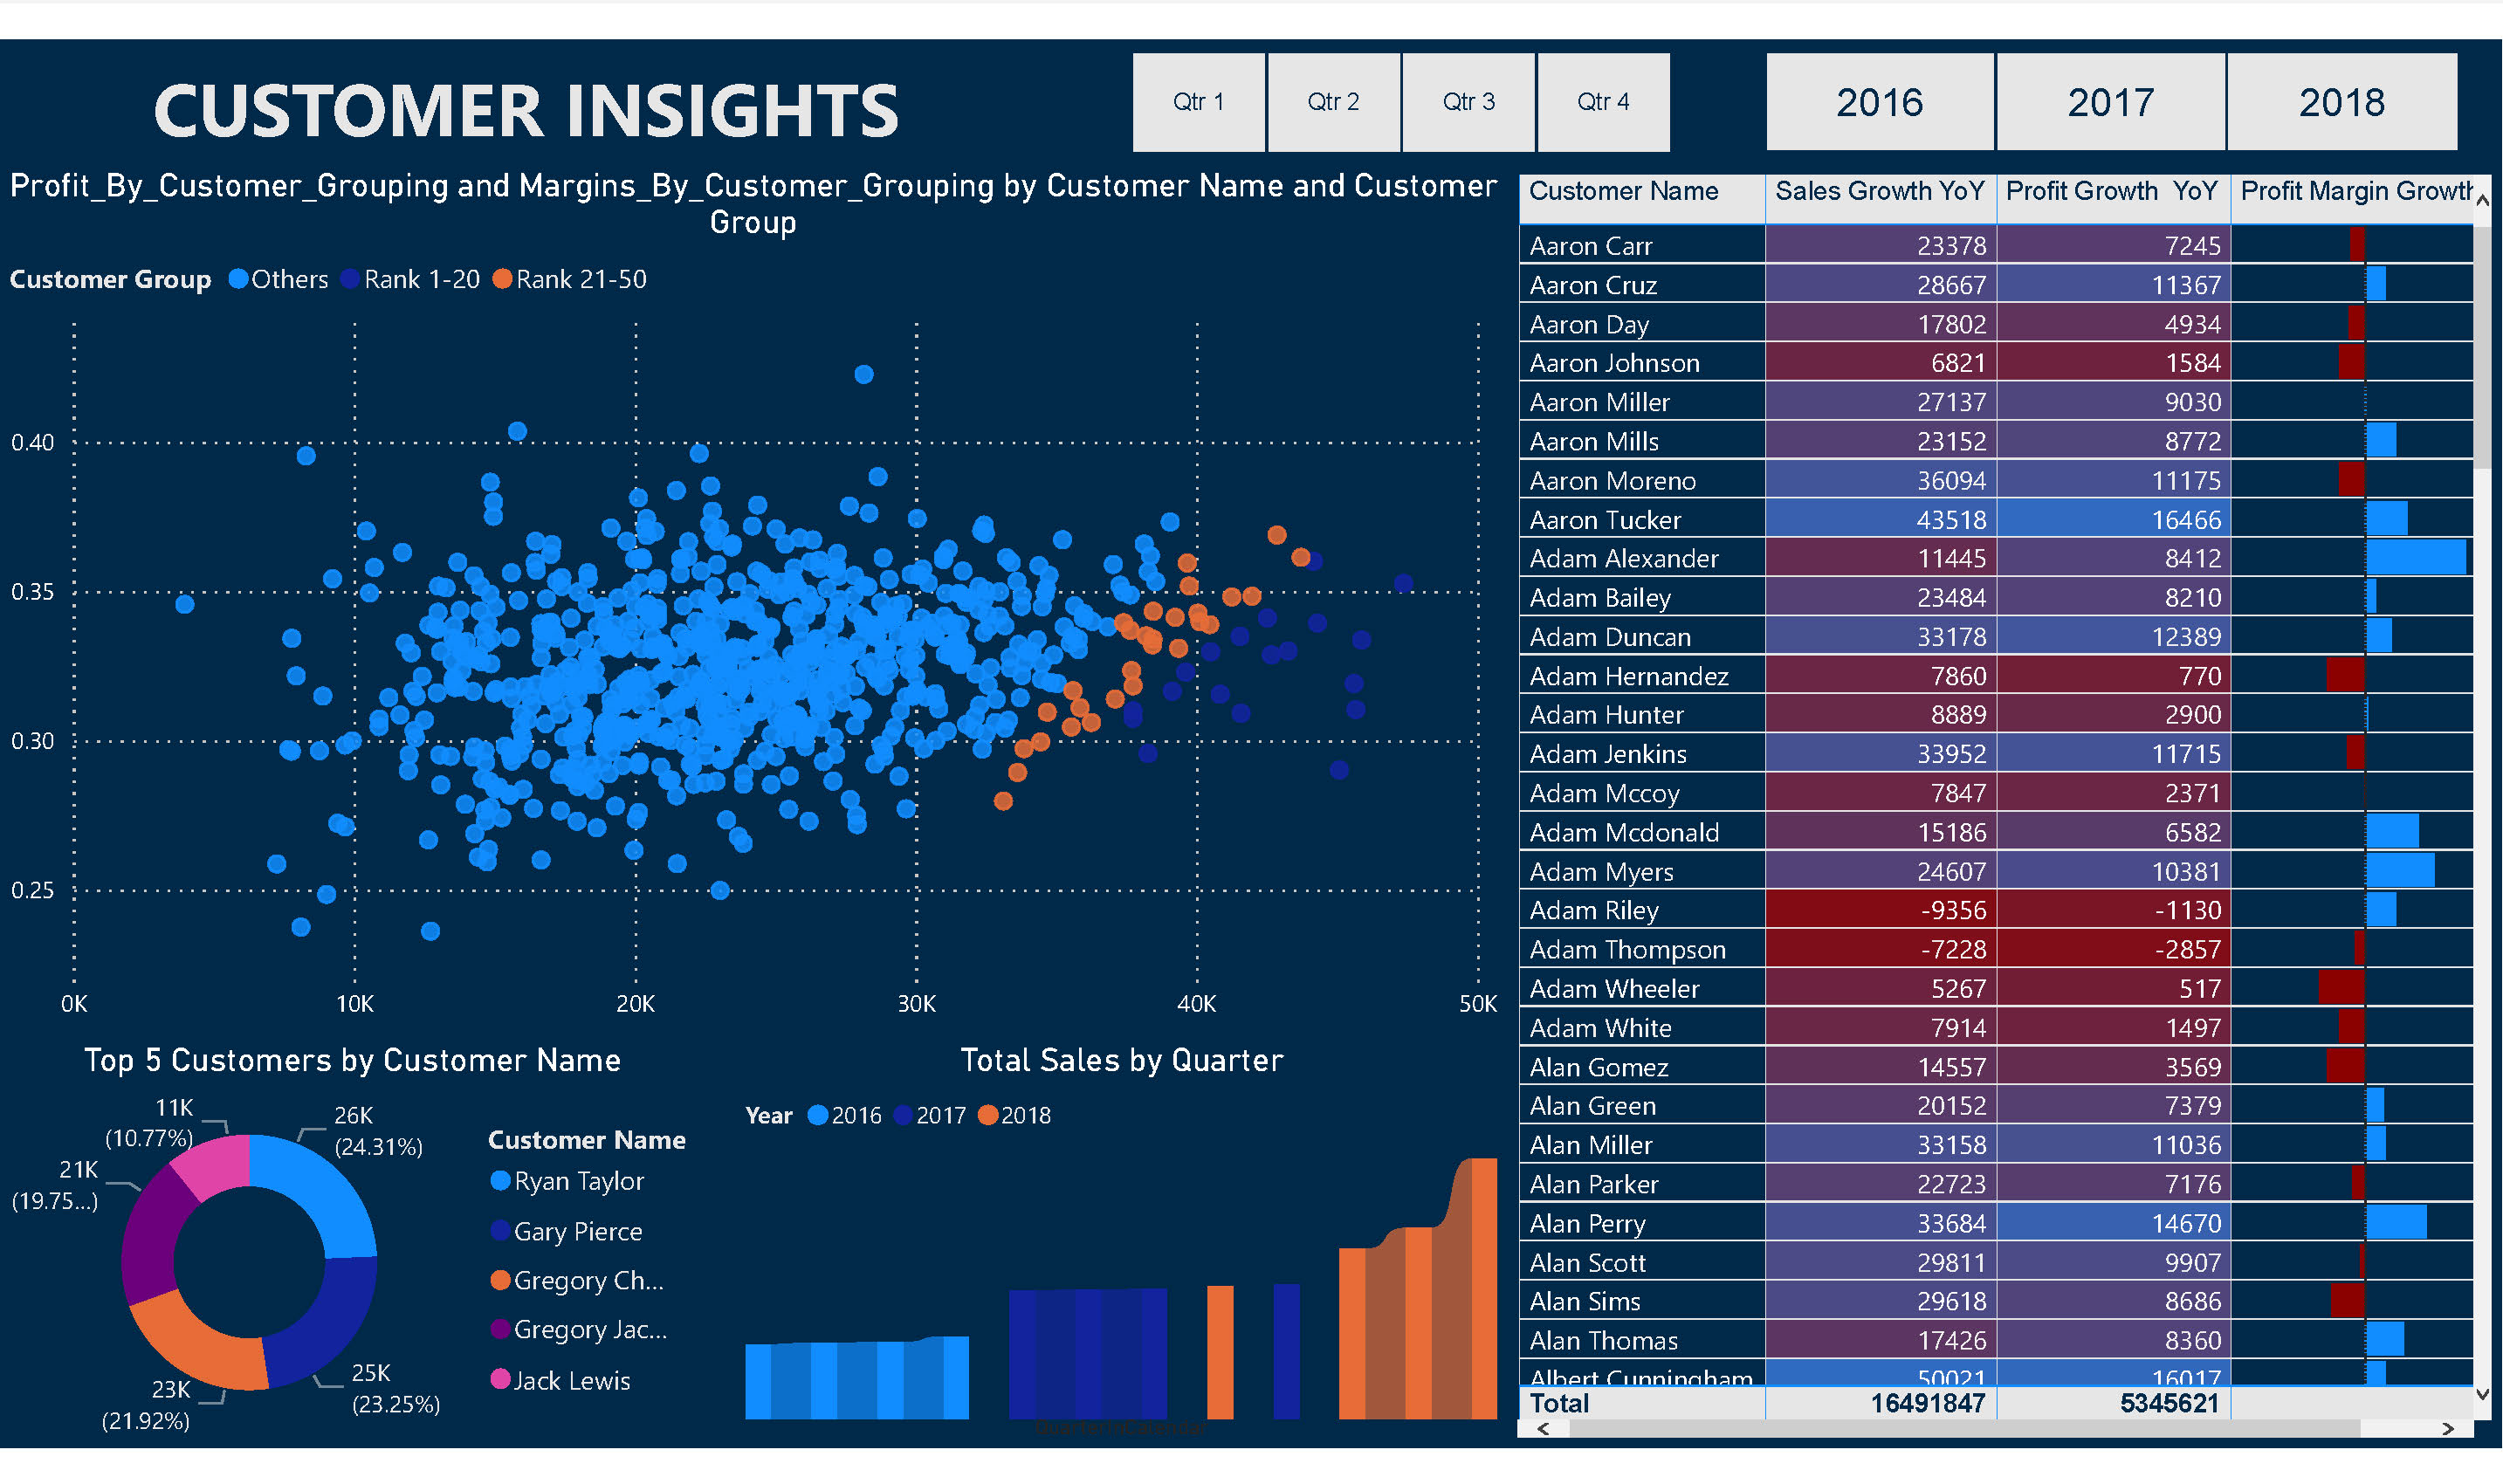 CUSTOMER INSIGHTS
Qtr 1 Qtr 2 Qtr 3 Qtr 4
2016 2017 2018
Profit_By_Customer_Grouping and Margins_By_Customer_Grouping by Customer Name and Customer
Group
Customer Group Others Rank 1-20 Rank 21-50
0.40
0.35
0.30
0.25
0K 10K 20K 30K 40K 50K
Top 5 Customers by Customer Name
11K
(10.77%)
26K
(24.31%)
21K
(19.75...)
25K
(23.25%)
23K
(21.92%)
Customer Name
Ryan Taylor
Gary Pierce
Gregory Ch...
Gregory Jac...
Jack Lewis
Total Sales by Quarter
Year 2016 2017 2018
Customer Name Sales Growth YoY Profit Growth YoY Profit Margin Growth
Aaron Carr 23378 7245
Aaron Cruz 28667 11367
Aaron Day 17802 4934
Aaron Johnson 6821 1584
Aaron Miller 27137 9030
Aaron Mills 23152 8772
Aaron Moreno 36094 11175
Aaron Tucker 43518 16466
Adam Alexander 11445 8412
Adam Bailey 23484 8210
Adam Duncan 33178 12389
Adam Hernandez 7860 770
Adam Hunter 8889 2900
Adam Jenkins 33952 11715
Adam Mccoy 7847 2371
Adam Mcdonald 15186 6582
Adam Myers 24607 10381
Adam Riley -9356 -1130
Adam Thompson -7228 -2857
Adam Wheeler 5267 517
Adam White 7914 1497
Alan Gomez 14557 3569
Alan Green 20152 7379
Alan Miller 33158 11036
Alan Parker 22723 7176
Alan Perry 33684 14670
Alan Scott 29811 9907
Alan Sims 29618 8686
Alan Thomas 17426 8360
Albert Cunningham 50021 16017
Total 16491847 5345621